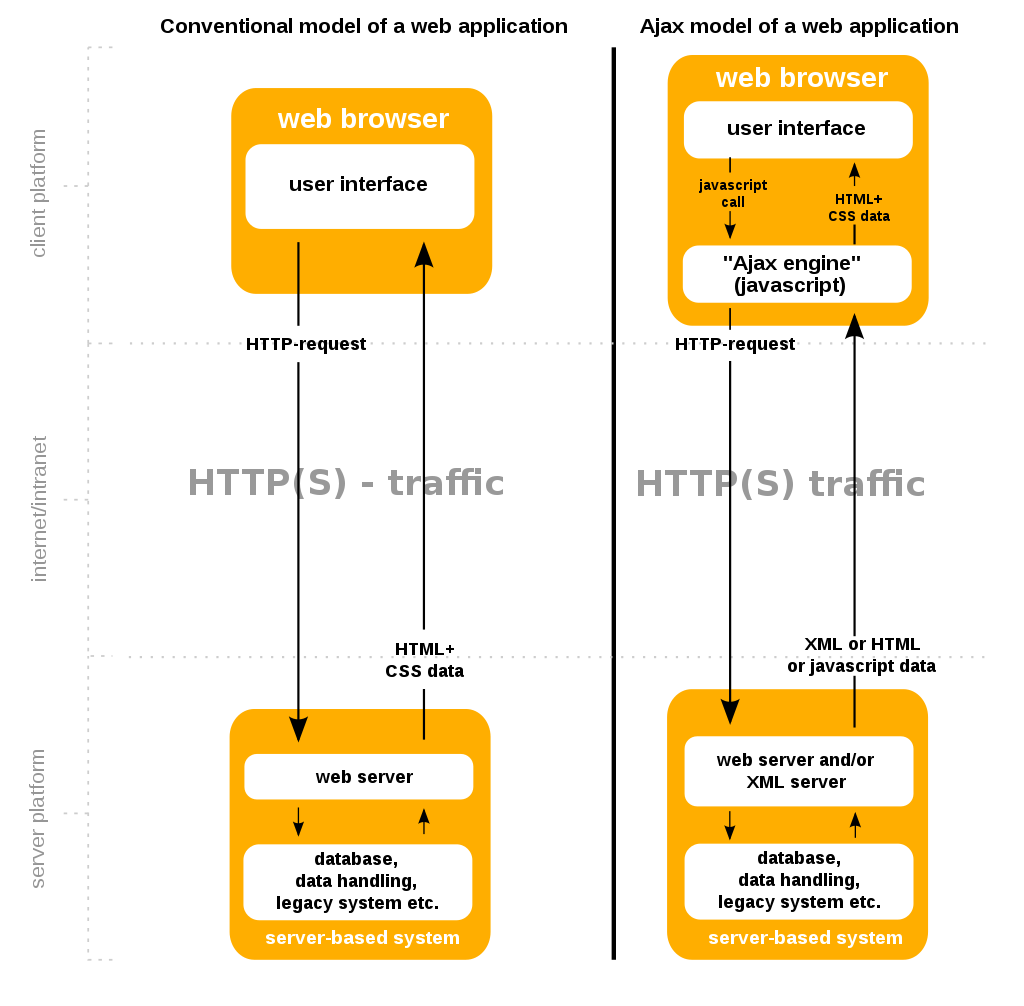 Conventional model of a web application
Ajax model of a web application
client platform
internet/intranet
server platform
web browser
user interface
HTTP-request
HTTP(S) - traffic
HTML+
CSS data
web server
database,
data handling,
legacy system etc.
server-based system
web browser
user interface
javascript
call
HTML+
CSS data
"Ajax engine"
(javascript)
HTTP-request
HTTP(S) traffic
XML or HTML
or javascript data
web server and/or
XML server
database,
data handling,
legacy system etc.
server-based system